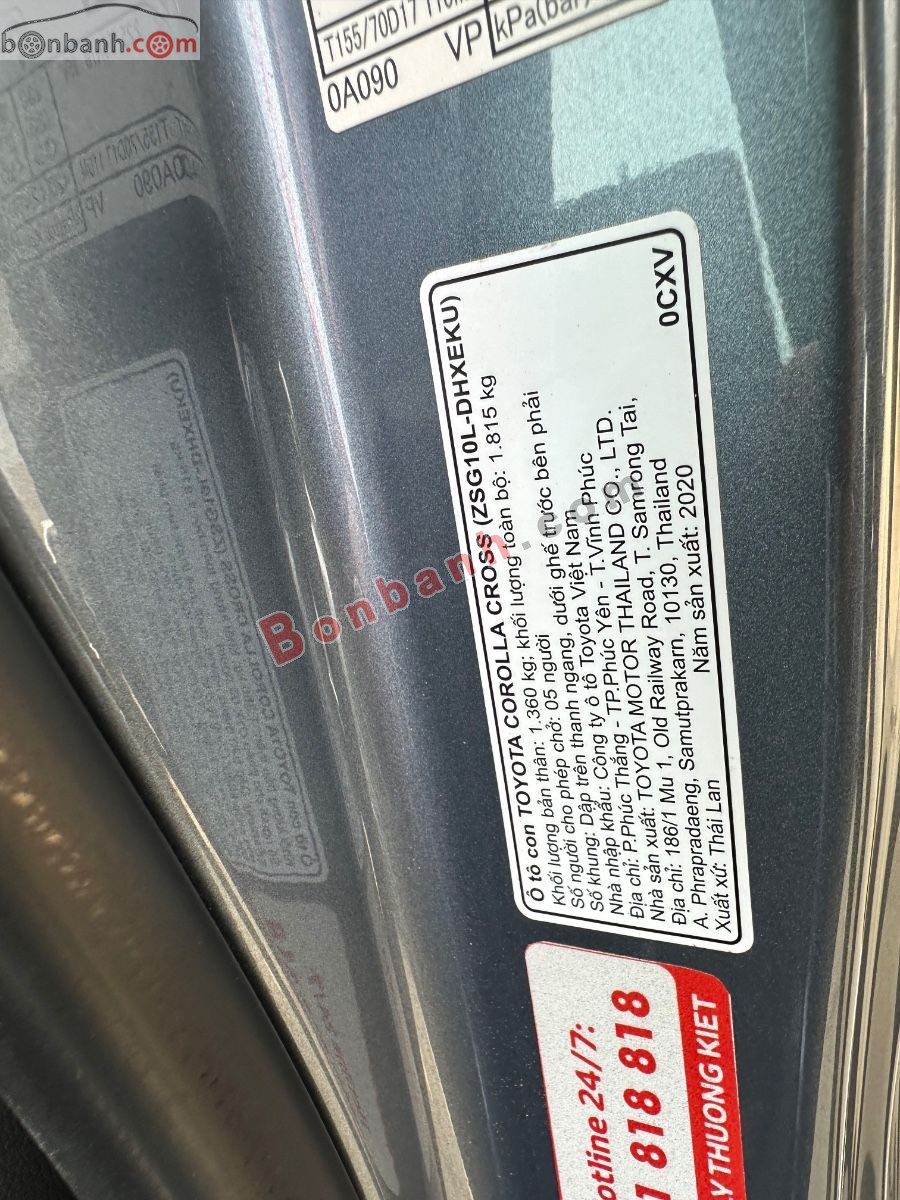 bonbanh.com
T155/70D17
kPa(bar)
0A090 VP
Ô tô con TOYOTA COROLLA CROSS (ZSG10L-DHXEKU)
Khối lượng bản thân: 1.360 kg; khối lượng toàn bộ: 1.815 kg
Số người cho phép chở: 05 người
Số khung: Dập trên thanh ngang, dưới ghế trước bên phải
Nhà nhập khẩu: Công ty ô tô Toyota Việt Nam
Địa chỉ: P.Phúc Thắng - TP.Phúc Yên - T.Vĩnh Phúc
Nhà sản xuất: TOYOTA MOTOR THAILAND CO., LTD.
Địa chỉ: 186/1 Mu 1, Old Railway Road, T. Samrong Tai,
A. Phrapradaeng, Samutprakarn, 10130, Thailand
Xuất xứ: Thái Lan Năm sản xuất: 2020
0CXV
Bonbanh.com
otline 24/7:
818 818
Y THUONG KIET